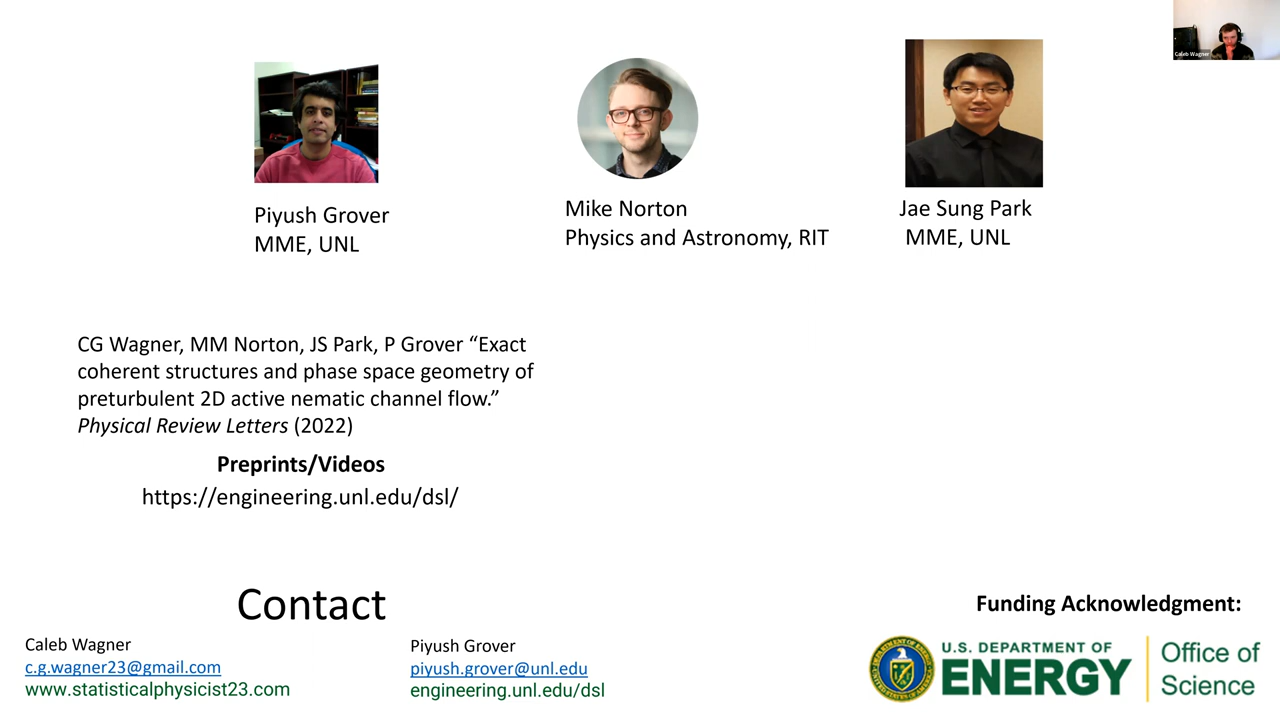 Caleb Wagner
Piyush Grover
MME, UNL
Mike Norton
Physics and Astronomy, RIT
Jae Sung Park
MME, UNL
CG Wagner, MM Norton, JS Park, P Grover “Exact
coherent structures and phase space geometry of
preturbulent 2D active nematic channel flow.”
Physical Review Letters (2022)
Preprints/Videos
https://engineering.unl.edu/dsl/
Contact
Caleb Wagner
c.g.wagner23@gmail.com
www.statisticalphysicist23.com
Piyush Grover
piyush.grover@unl.edu
engineering.unl.edu/dsl
Funding Acknowledgment:
U.S. DEPARTMENT OF
ENERGY
Office of
Science